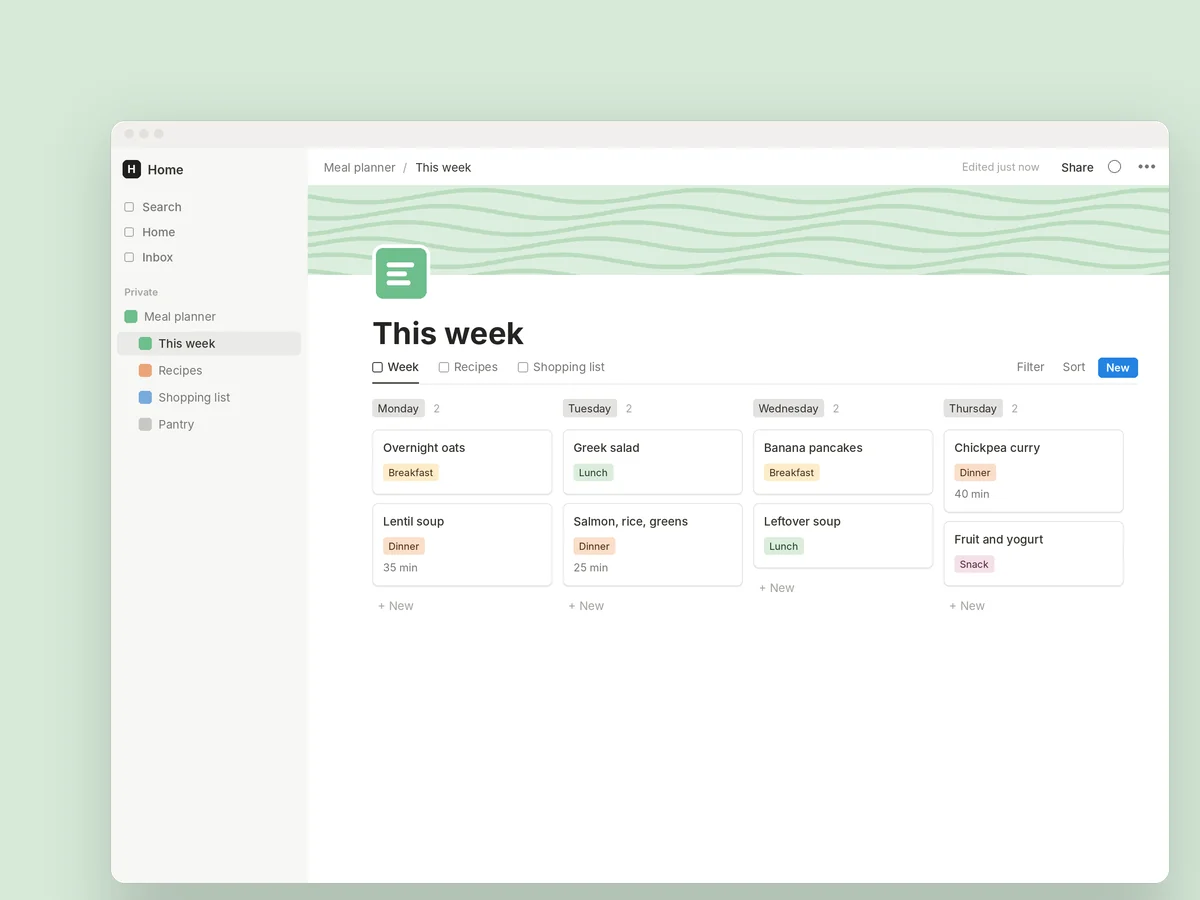 H Home
Search
Home
Inbox
Private
Meal planner
This week
Recipes
Shopping list
Pantry
Meal planner / This week
Edited just now
Share
This week
Week
Recipes
Shopping list
Filter
Sort
New
Monday 2
Overnight oats
Breakfast
Lentil soup
Dinner
35 min
+ New
Tuesday 2
Greek salad
Lunch
Salmon, rice, greens
Dinner
25 min
+ New
Wednesday 2
Banana pancakes
Breakfast
Leftover soup
Lunch
+ New
Thursday 2
Chickpea curry
Dinner
40 min
Fruit and yogurt
Snack
+ New